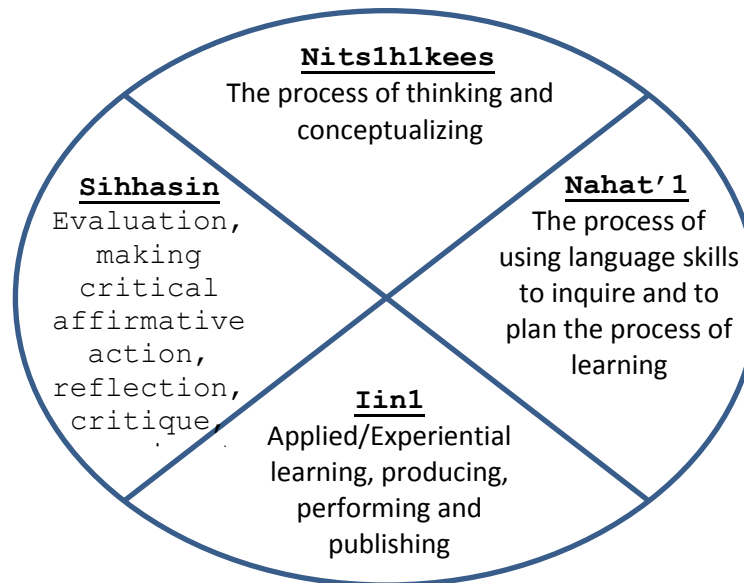 Nits1h1kees
The process of thinking and
conceptualizing
Sihhasin
Evaluation,
making
critical
affirmative
action,
reflection,
critique,
Nahat’1
The process of
using language skills
to inquire and to
plan the process of
learning
Iin1
Applied/Experiential
learning, producing,
performing and
publishing